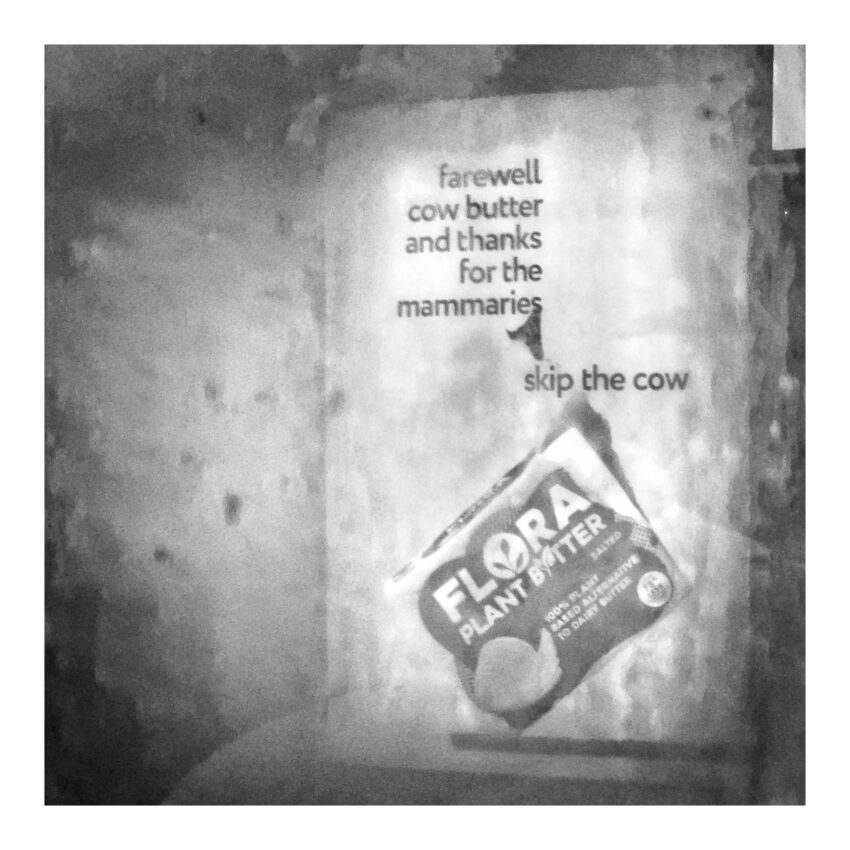 farewell
cow butter
and thanks
for the
mammaries
skip the cow
FLORA
PLANT BUTTER
SALTED
100% PLANT
BASED ALTERNATIVE
TO DAIRY BUTTER